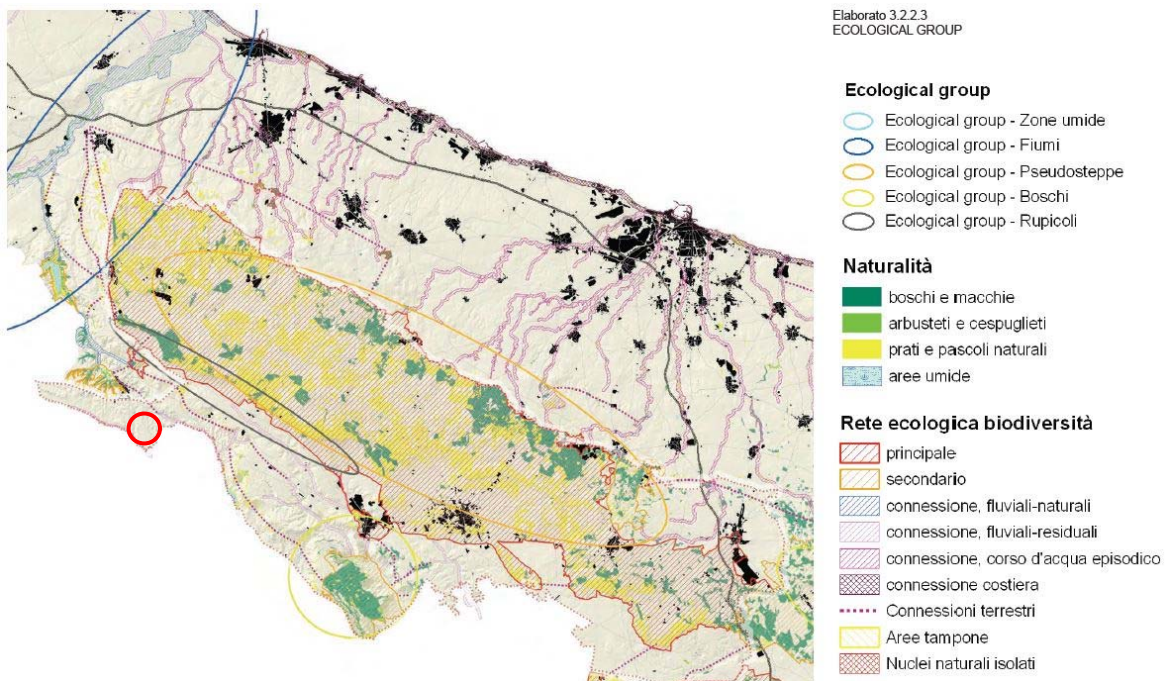 Elaborato 3.2.2.3
ECOLOGICAL GROUP
Ecological group
Ecological group - Zone umide
Ecological group - Fiumi
Ecological group - Pseudosteppe
Ecological group - Boschi
Ecological group - Rupicoli
Naturalità
boschi e macchie
arbusteti e cespuglieti
prati e pascoli naturali
aree umide
Rete ecologica biodiversità
principale
secondario
connessione, fluviali-naturali
connessione, fluviali-residuali
connessione, corso d'acqua episodico
connessione costiera
Connessioni terrestri
Aree tampone
Nuclei naturali isolati